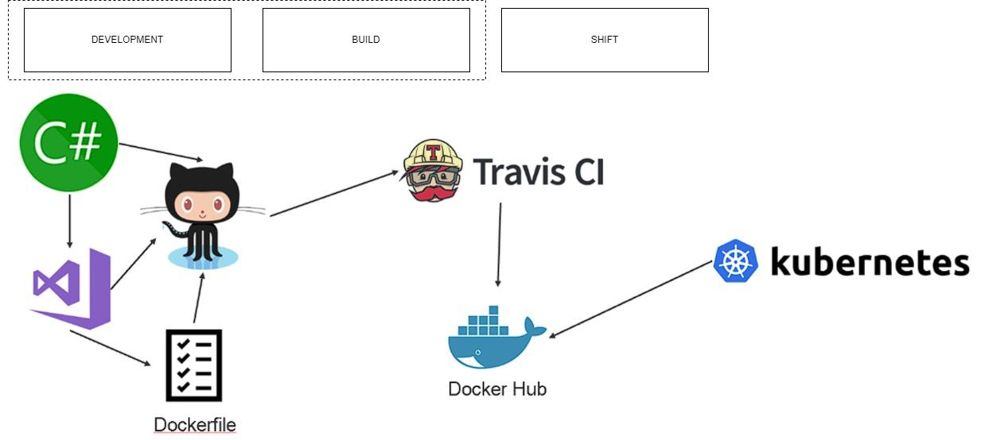 DEVELOPMENT
BUILD
SHIFT
C#
T
Travis CI
kubernetes
Docker Hub
Dockerfile